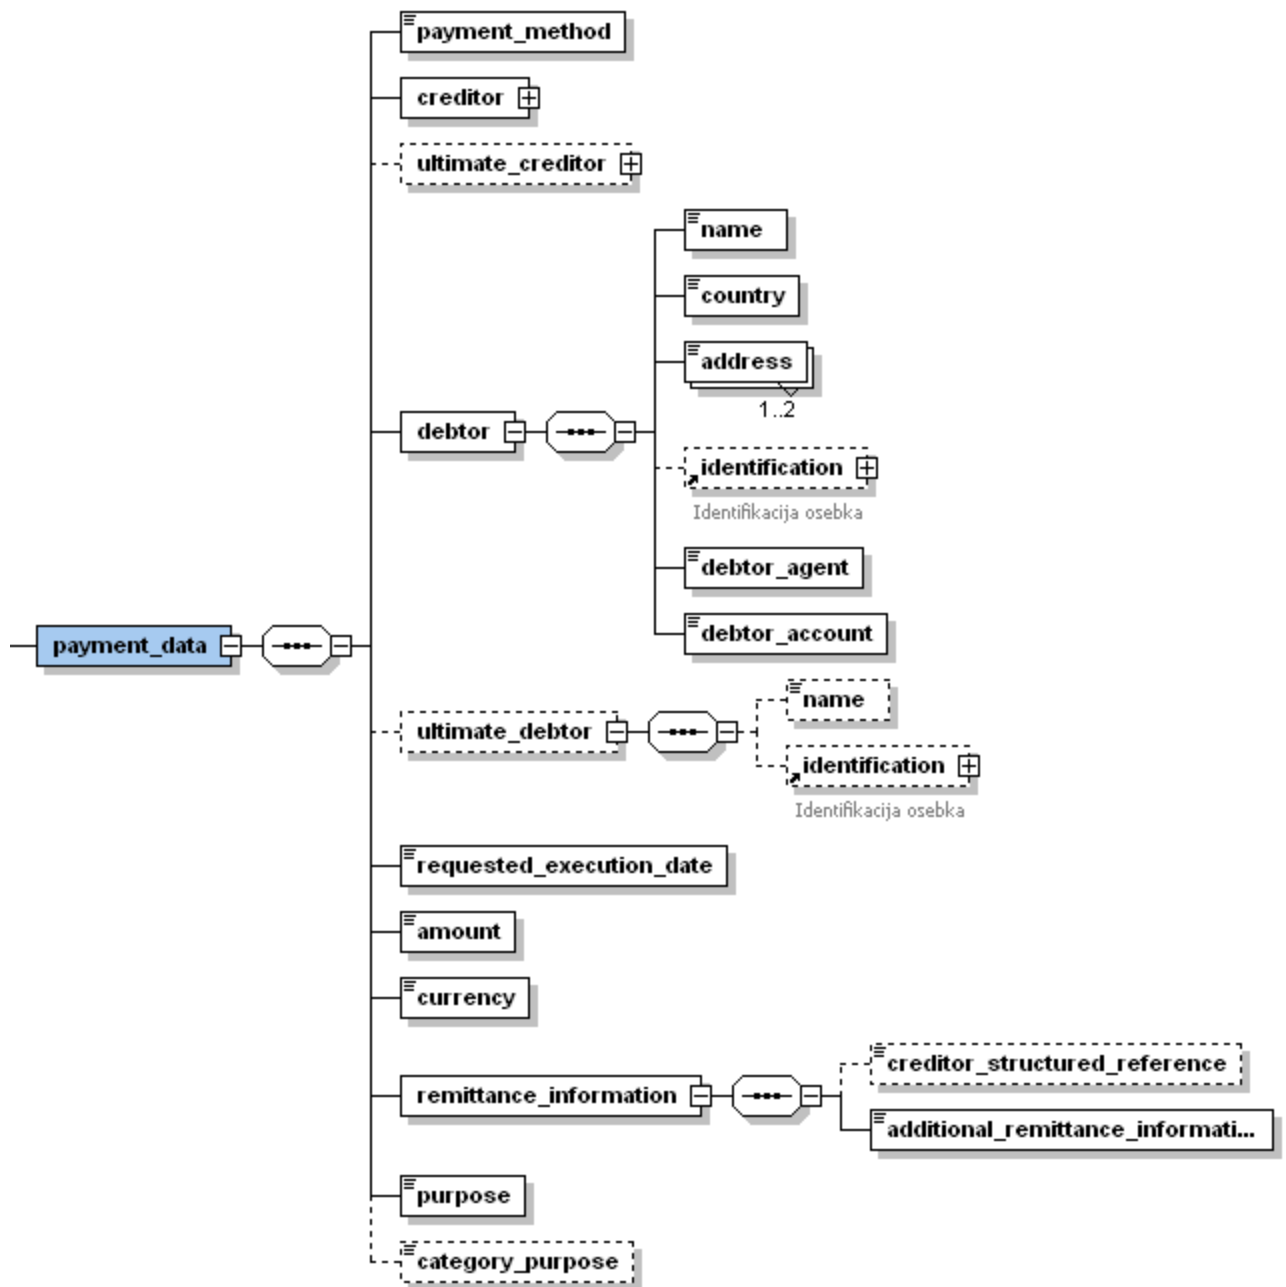 payment_method
creditor
ultimate_creditor
name
country
address
1..2
debtor
identification
Identifikacija osebka
debtor_agent
debtor_account
payment_data
name
ultimate_debtor
identification
Identifikacija osebka
requested_execution_date
amount
currency
creditor_structured_reference
remittance_information
additional_remittance_informati...
purpose
category_purpose